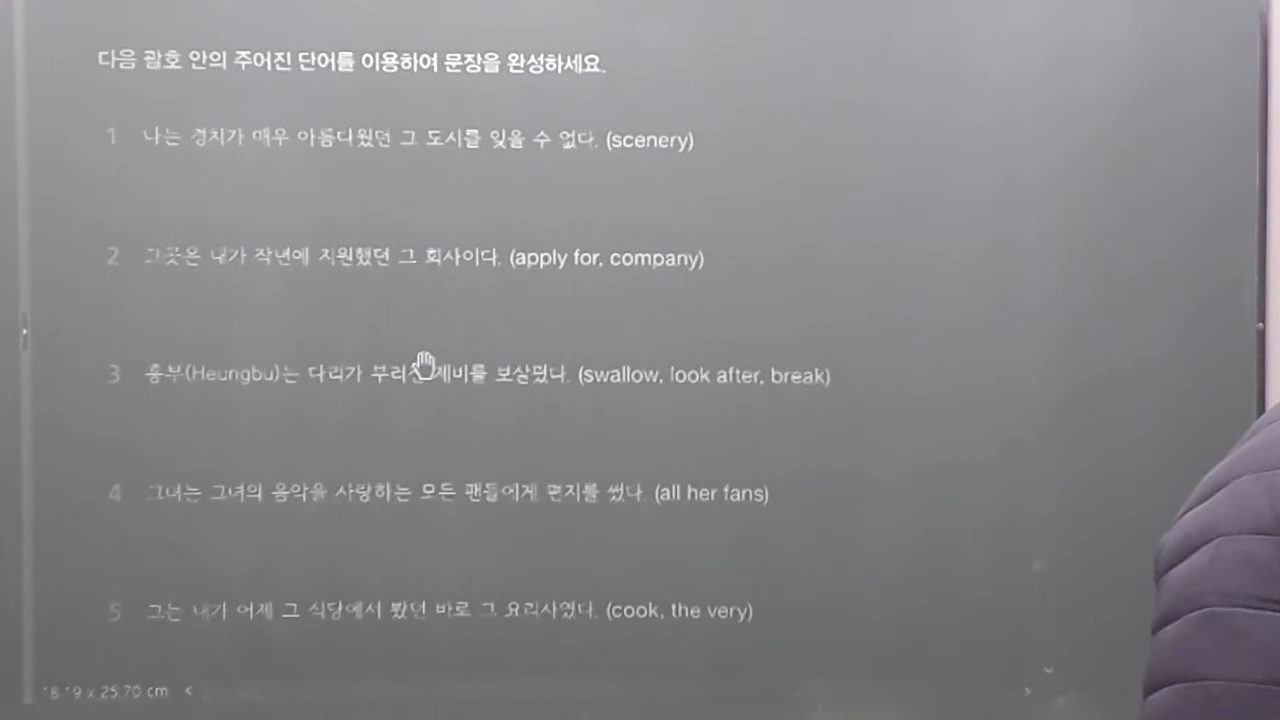 다음 괄호 안의 주어진 단어를 이용하여 문장을 완성하세요.
1 나는 경치가 매우 아름다웠던 그 도시를 잊을 수 없다. (scenery)
2 그곳은 내가 작년에 지원했던 그 회사이다. (apply for, company)
3 흥부(Heungbu)는 다리가 부러진 제비를 보살폈다. (swallow, look after, break)
4 그녀는 그녀의 음악을 사랑하는 모든 팬들에게 편지를 썼다. (all her fans)
5 그는 내가 어제 그 식당에서 봤던 바로 그 요리사였다. (cook, the very)
18.19 x 25.70 cm